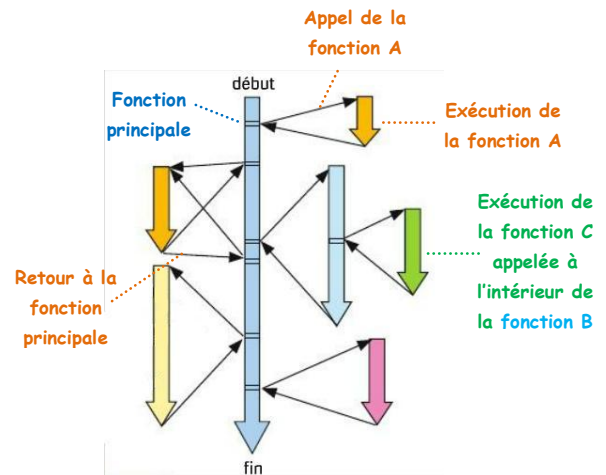 Appel de la
fonction A
début
Fonction
principale
Exécution de
la fonction A
Exécution de
la fonction C
appelée à
l'intérieur de
la fonction B
Retour à la
fonction
principale
fin